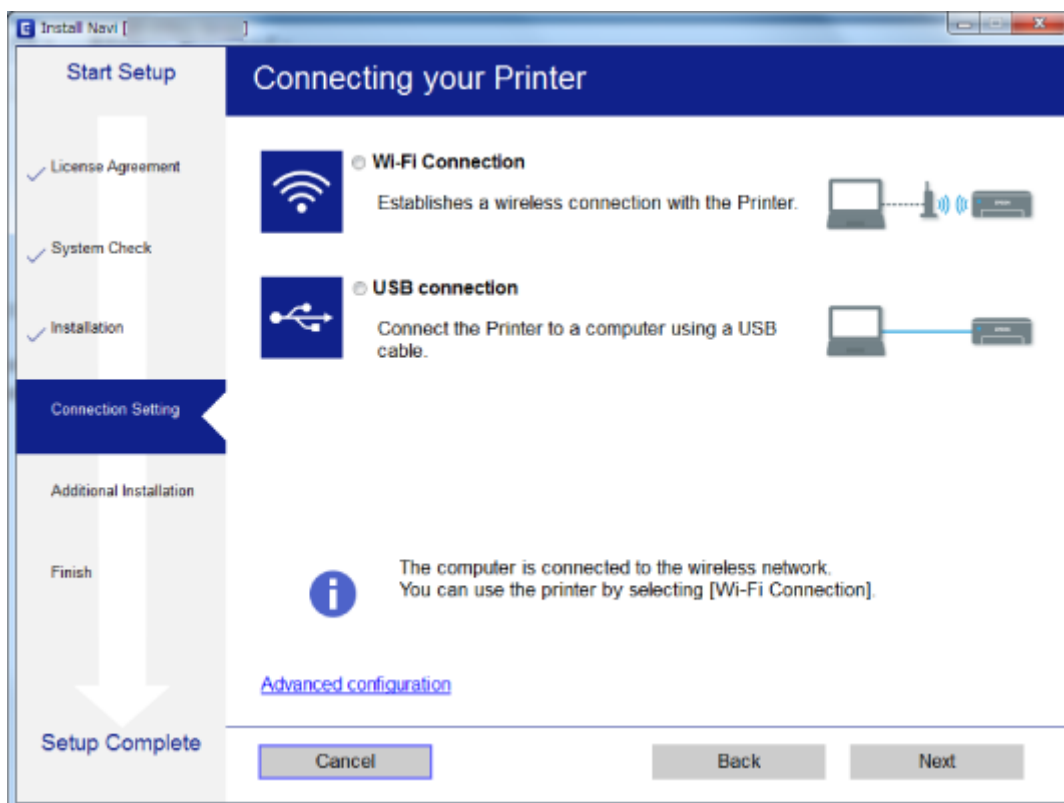 Install Navi [ ]
Start Setup
License Agreement
System Check
Installation
Connection Setting
Additional Installation
Finish
Setup Complete
Connecting your Printer
Wi-Fi Connection
Establishes a wireless connection with the Printer.
USB connection
Connect the Printer to a computer using a USB
cable.
The computer is connected to the wireless network.
You can use the printer by selecting [Wi-Fi Connection].
Advanced configuration
Cancel
Back
Next